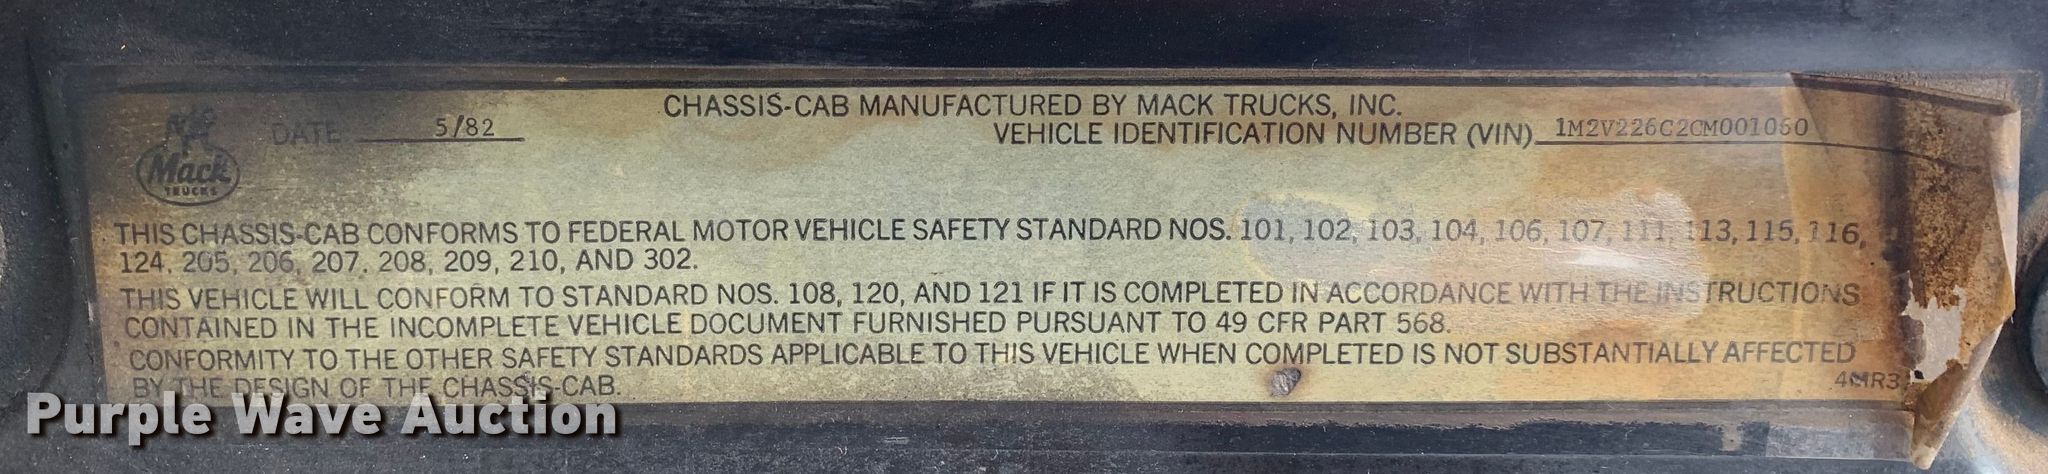 CHASSIS-CAB MANUFACTURED BY MACK TRUCKS, INC.
DATE 5/82
VEHICLE IDENTIFICATION NUMBER (VIN) 1M2V226C2CM001060
Mack
TRUCKS
THIS CHASSIS-CAB CONFORMS TO FEDERAL MOTOR VEHICLE SAFETY STANDARD NOS. 101, 102, 103, 104, 106, 107, 111, 113, 115, 116,
124, 205, 206, 207, 208, 209, 210, AND 302.
THIS VEHICLE WILL CONFORM TO STANDARD NOS. 108, 120, AND 121 IF IT IS COMPLETED IN ACCORDANCE WITH THE INSTRUCTIONS
CONTAINED IN THE INCOMPLETE VEHICLE DOCUMENT FURNISHED PURSUANT TO 49 CFR PART 568.
CONFORMITY TO THE OTHER SAFETY STANDARDS APPLICABLE TO THIS VEHICLE WHEN COMPLETED IS NOT SUBSTANTIALLY AFFECTED
BY THE DESIGN OF THE CHASSIS-CAB.
Purple Wave Auction